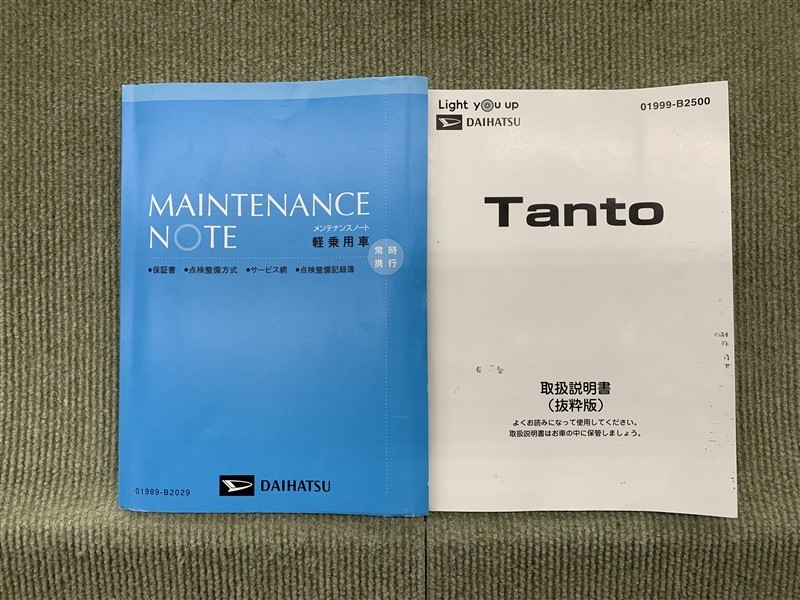 MAINTENANCE
NOTE
メンテナンスノート
軽乗用車
常時
携行
●保証書 ●点検整備方式 ●サービス網 ●点検整備記録簿
01989-B2029
DAIHATSU
Light you up
01999-B2500
DAIHATSU
Tanto
取扱説明書
（抜粋版）
よくお読みになって使用してください。
取扱説明書はお車の中に保管しましょう。